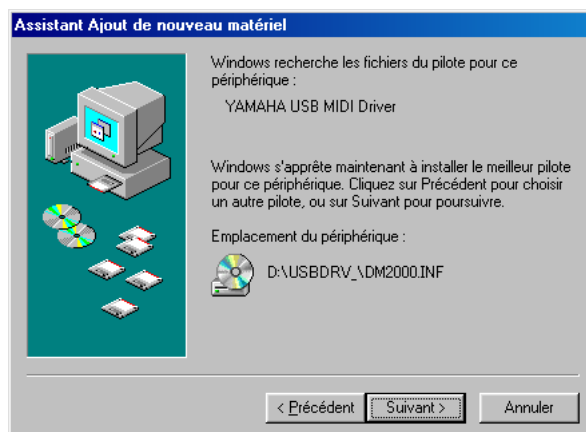 Assistant Ajout de nouveau matériel
Windows recherche les fichiers du pilote pour ce
périphérique :
YAMAHA USB MIDI Driver
Windows s'apprête maintenant à installer le meilleur pilote
pour ce périphérique. Cliquez sur Précédent pour choisir
un autre pilote, ou sur Suivant pour poursuivre.
Emplacement du périphérique :
D:\USBDRV_\DM2000.INF
< Précédent
Suivant >
Annuler